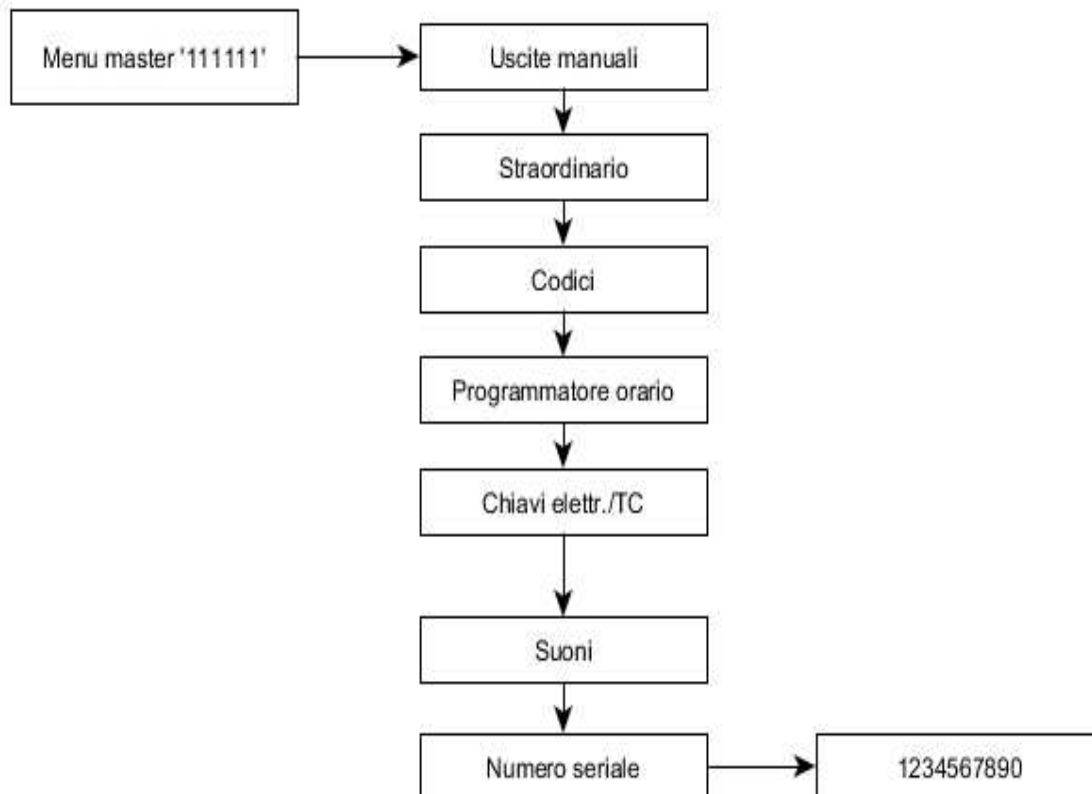 Menu master '111111'
Uscite manuali
Straordinario
Codici
Programmatore orario
Chiavi elettr./TC
Suoni
Numero seriale
1234567890